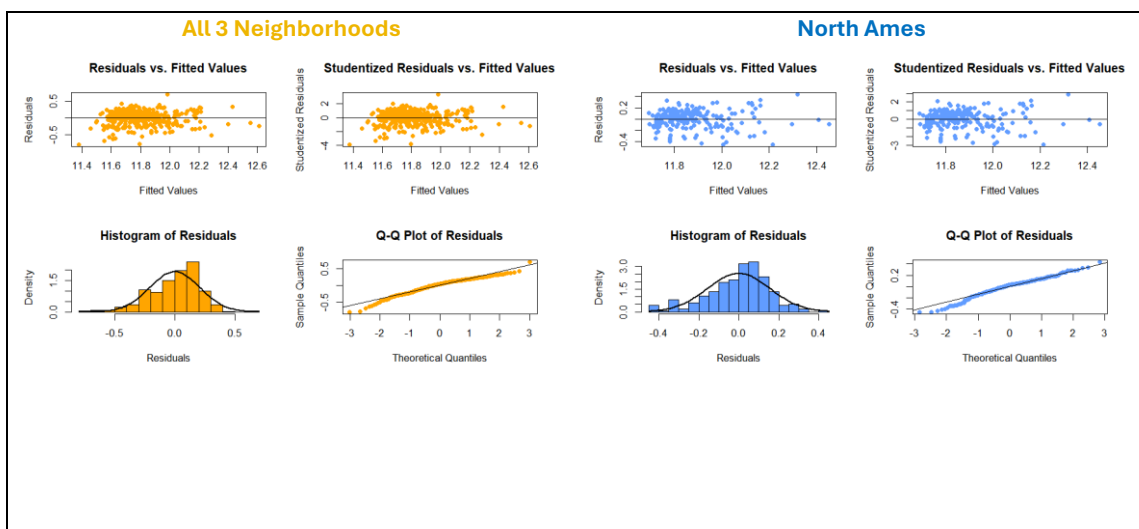 All 3 Neighborhoods
North Ames
Residuals vs. Fitted Values
Residuals
0.5
-0.5
11.4 11.6 11.8 12.0 12.2 12.4 12.6
Fitted Values
Studentized Residuals vs. Fitted Values
Studentized Residuals
2
0
-4
11.4 11.6 11.8 12.0 12.2 12.4 12.6
Fitted Values
Residuals vs. Fitted Values
Residuals
0.2
-0.4
11.8 12.0 12.2 12.4
Fitted Values
Studentized Residuals vs. Fitted Values
Studentized Residuals
2
0
-3
11.8 12.0 12.2 12.4
Fitted Values
Histogram of Residuals
Density
1.5
0.0
-0.5 0.0 0.5
Residuals
Q-Q Plot of Residuals
Sample Quantiles
0.5
-0.5
-3 -2 -1 0 1 2 3
Theoretical Quantiles
Histogram of Residuals
Density
3.0
1.5
0.0
-0.4 -0.2 0.0 0.2 0.4
Residuals
Q-Q Plot of Residuals
Sample Quantiles
0.2
-0.4
-3 -2 -1 0 1 2 3
Theoretical Quantiles